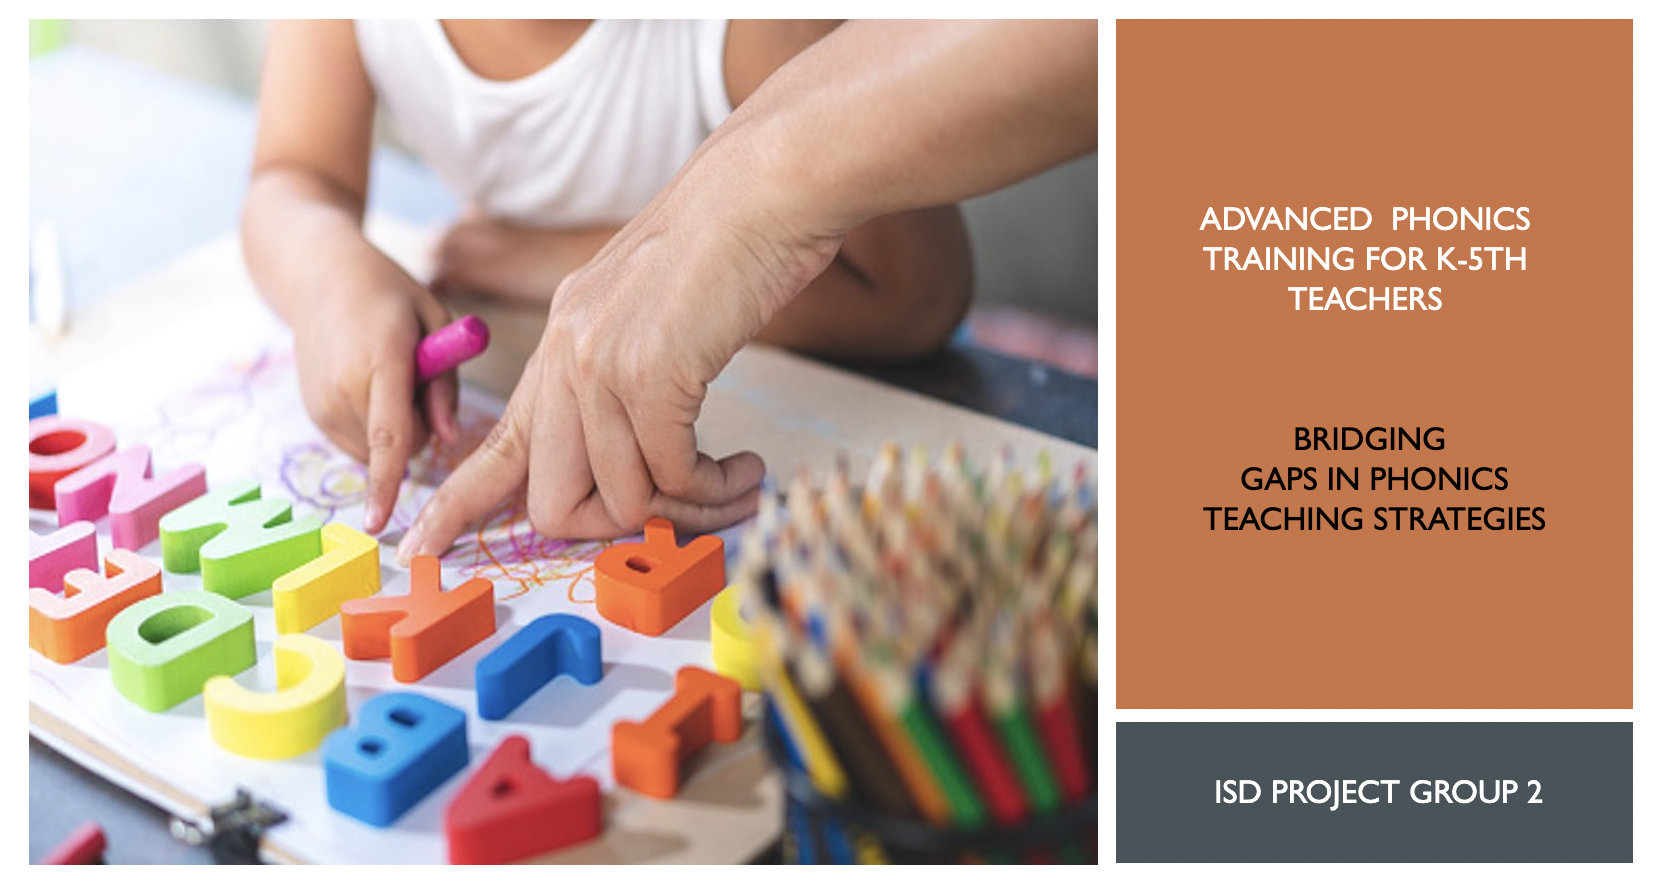 ADVANCED PHONICS
TRAINING FOR K-5TH
TEACHERS
BRIDGING
GAPS IN PHONICS
TEACHING STRATEGIES
ISD PROJECT GROUP 2